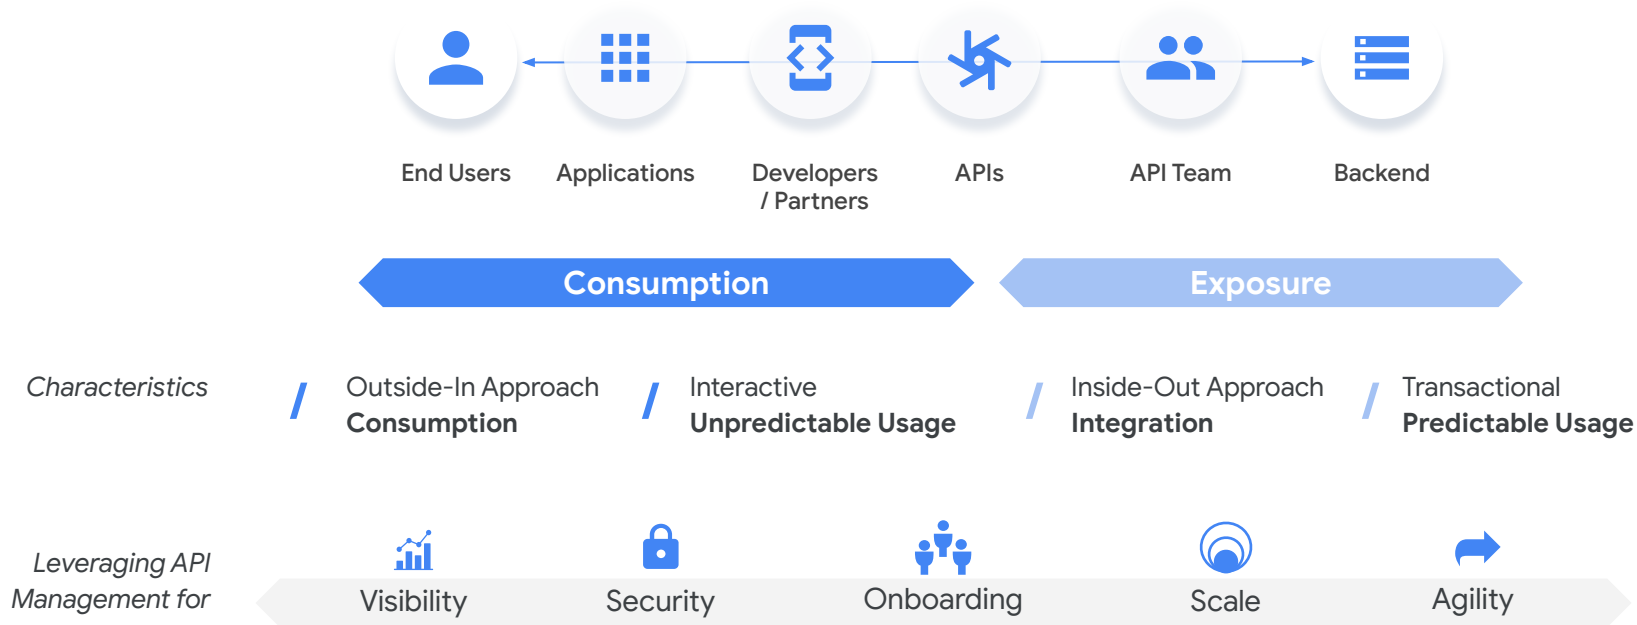 End Users
Applications
Developers
/ Partners
APIs
API Team
Backend
Consumption
Exposure
Characteristics
Outside-In Approach
Consumption
Interactive
Unpredictable Usage
Inside-Out Approach
Integration
Transactional
Predictable Usage
Leveraging API
Management for
Visibility
Security
Onboarding
Scale
Agility